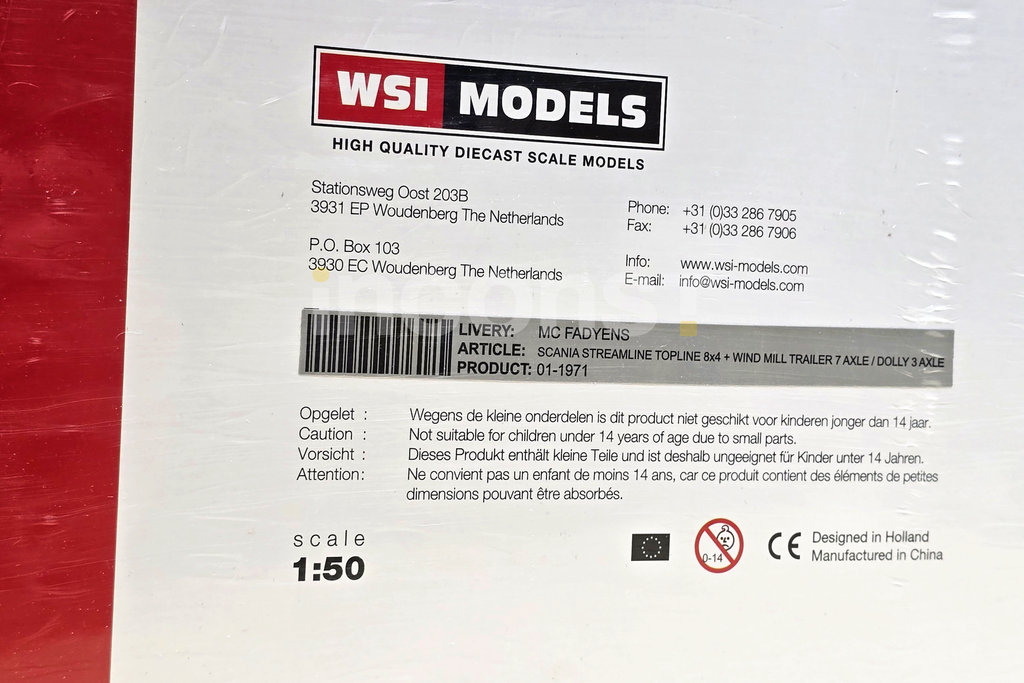 WSI MODELS
HIGH QUALITY DIECAST SCALE MODELS
Stationsweg Oost 203B
3931 EP Woudenberg The Netherlands
P.O. Box 103
3930 EC Woudenberg The Netherlands
Phone: +31 (0)33 286 7905
Fax: +31 (0)33 286 7906
Info: www.wsi-models.com
E-mail: info@wsi-models.com
LIVERY: MC FADYENS
ARTICLE: SCANIA STREAMLINE TOPLINE 8x4 + WIND MILL TRAILER 7 AXLE / DOLLY 3 AXLE
PRODUCT: 01-1971
Opgelet : Wegens de kleine onderdelen is dit product niet geschikt voor kinderen jonger dan 14 jaar.
Caution : Not suitable for children under 14 years of age due to small parts.
Vorsicht : Dieses Produkt enthält kleine Teile und ist deshalb ungeeignet für Kinder unter 14 Jahren.
Attention: Ne convient pas un enfant de moins 14 ans, car ce produit contient des éléments de petites
dimensions pouvant être absorbés.
scale
1:50
0-14
CE
Designed in Holland
Manufactured in China